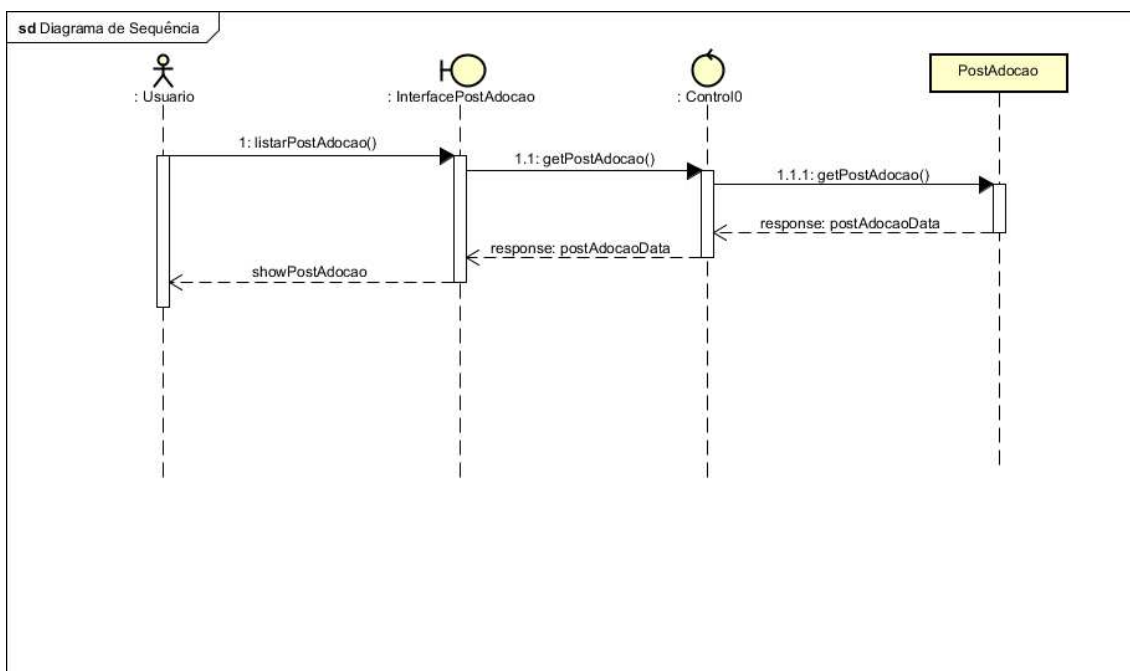 sd Diagrama de Sequência
: Usuario
: InterfacePostAdocao
: Control0
PostAdocao
1: listarPostAdocao()
1.1: getPostAdocao()
1.1.1: getPostAdocao()
response: postAdocaoData
response: postAdocaoData
showPostAdocao